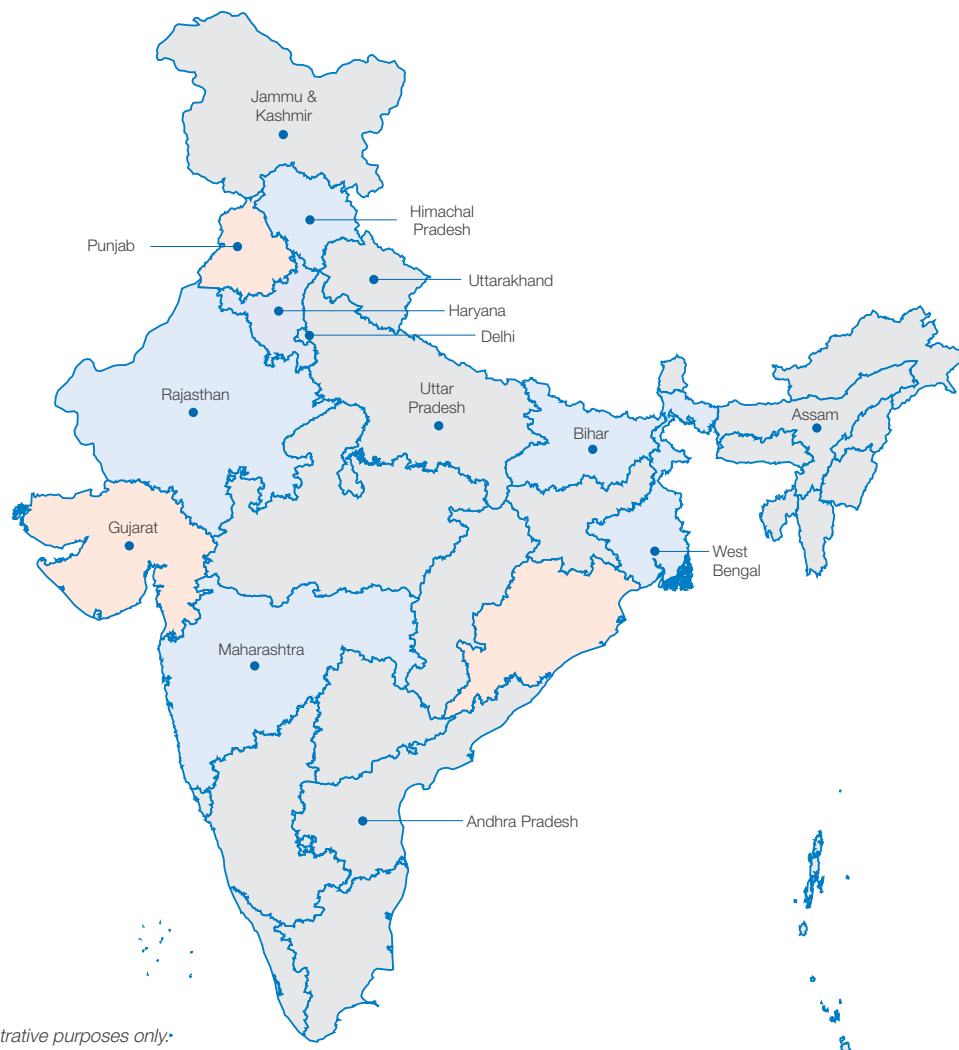 Jammu &
Kashmir
Himachal
Pradesh
Punjab
Uttarakhand
Haryana
Delhi
Rajasthan
Uttar
Pradesh
Assam
Bihar
Gujarat
West
Bengal
Maharashtra
Andhra Pradesh
trative purposes only.